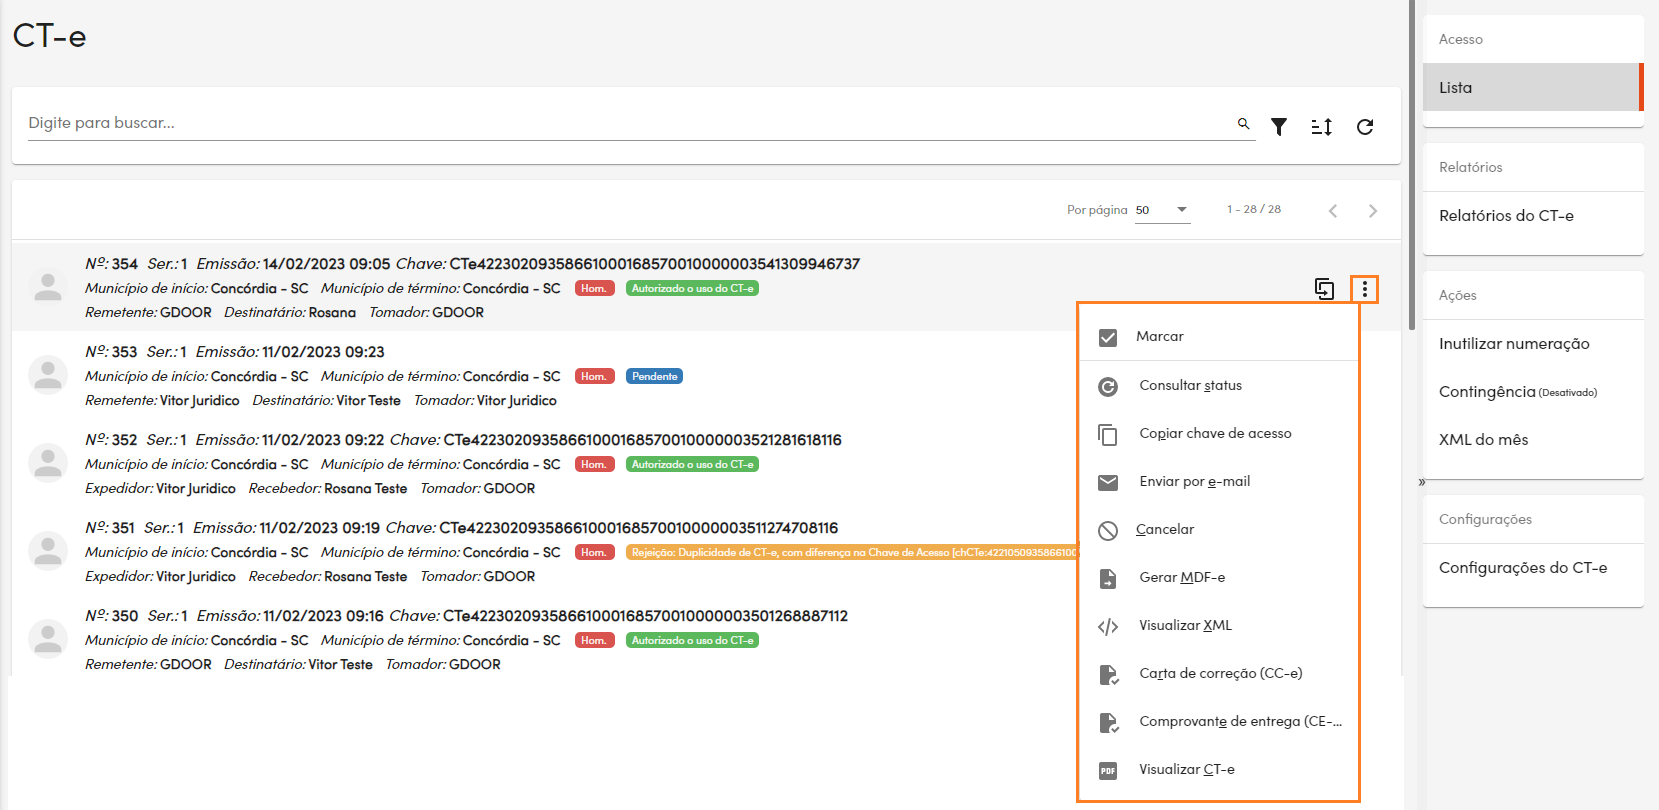 CT-e
Digite para buscar...
Por página 50 1 - 28 / 28
Nº: 354 Ser.: 1 Emissão: 14/02/2023 09:05 Chave: CTe42230209358661000168570010000003541309946737
Município de início: Concórdia - SC Município de término: Concórdia - SC Hom. Autorizado o uso do CT-e
Remetente: GDOOR Destinatário: Rosana Tomador: GDOOR
Nº: 353 Ser.: 1 Emissão: 11/02/2023 09:23
Município de início: Concórdia - SC Município de término: Concórdia - SC Hom. Pendente
Remetente: Vitor Juridico Destinatário: Vitor Teste Tomador: Vitor Juridico
Nº: 352 Ser.: 1 Emissão: 11/02/2023 09:22 Chave: CTe42230209358661000168570010000003521281618116
Município de início: Concórdia - SC Município de término: Concórdia - SC Hom. Autorizado o uso do CT-e
Expedidor: Vitor Juridico Recebedor: Rosana Teste Tomador: GDOOR
Nº: 351 Ser.: 1 Emissão: 11/02/2023 09:19 Chave: CTe42230209358661000168570010000003511274708116
Município de início: Concórdia - SC Município de término: Concórdia - SC Hom. Rejeição: Duplicidade de CT-e, com diferença na Chave de Acesso [chCTe:4221050935866100
Expedidor: Vitor Juridico Recebedor: Rosana Teste Tomador: GDOOR
Nº: 350 Ser.: 1 Emissão: 11/02/2023 09:16 Chave: CTe42230209358661000168570010000003501268887112
Município de início: Concórdia - SC Município de término: Concórdia - SC Hom. Autorizado o uso do CT-e
Remetente: GDOOR Destinatário: Vitor Teste Tomador: GDOOR
Marcar
Consultar status
Copiar chave de acesso
Enviar por e-mail
Cancelar
Gerar MDF-e
Visualizar XML
Carta de correção (CC-e)
Comprovante de entrega (CE-...
PDF Visualizar CT-e
»
Acesso
Lista
Relatórios
Relatórios do CT-e
Ações
Inutilizar numeração
Contingência (Desativado)
XML do mês
Configurações
Configurações do CT-e